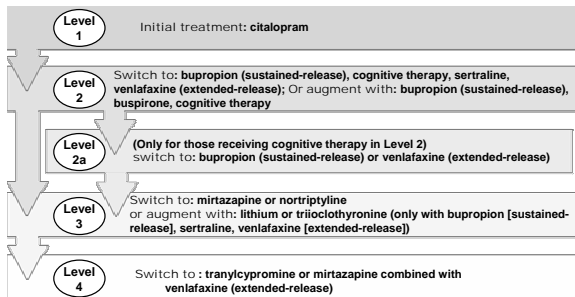 Level
1
Initial treatment: citalopram
Level
2
Switch to: bupropion (sustained-release), cognitive therapy, sertraline,
venlafaxine (extended-release); Or augment with: bupropion (sustained-release),
buspirone, cognitive therapy
Level
2a
(Only for those receiving cognitive therapy in Level 2)
switch to: bupropion (sustained-release) or venlafaxine (extended-release)
Level
3
Switch to: mirtazapine or nortriptyline
or augment with: lithium or triioclothyronine (only with bupropion [sustained-
release], sertraline, venlafaxine [extended-release])
Level
4
Switch to : tranylcypromine or mirtazapine combined with
venlafaxine (extended-release)